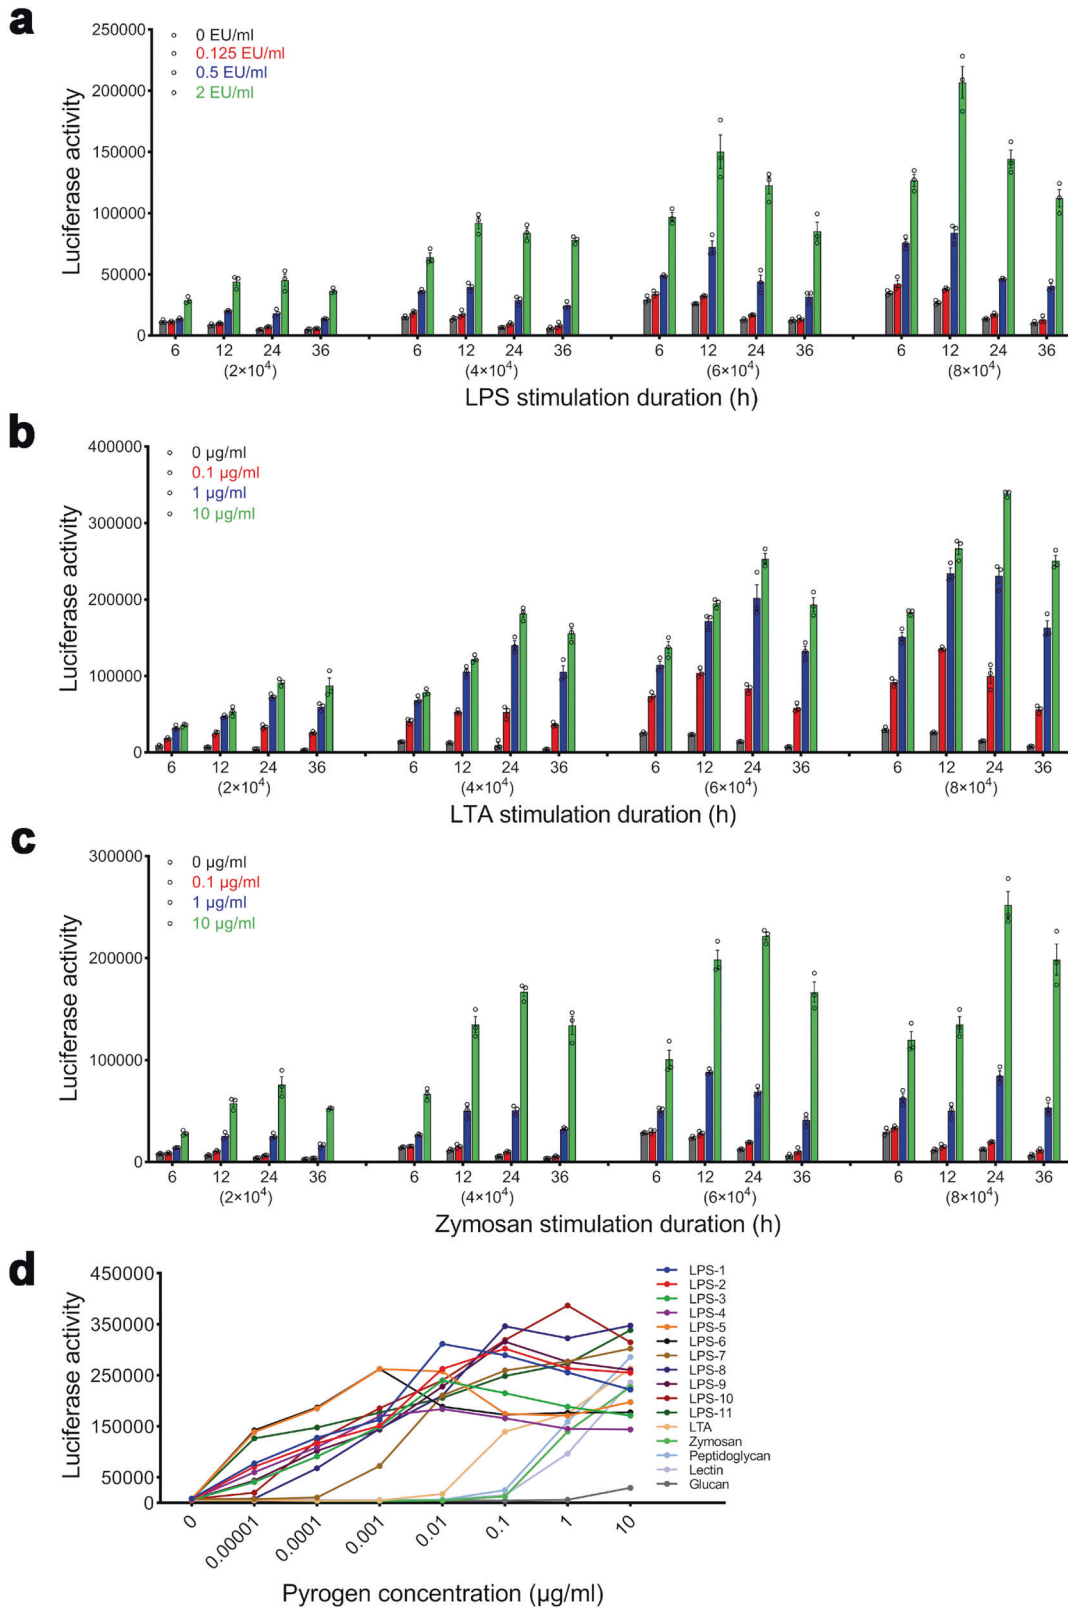 a
250000
200000
150000
100000
50000
0
Luciferase activity
0 EU/ml
0.125 EU/ml
0.5 EU/ml
2 EU/ml
6 12 24 36 6 12 24 36 6 12 24 36 6 12 24 36
(2×10⁴) (4×10⁴) (6×10⁴) (8×10⁴)
LPS stimulation duration (h)
b
400000
300000
200000
100000
0
Luciferase activity
0 µg/ml
0.1 µg/ml
1 µg/ml
10 µg/ml
6 12 24 36 6 12 24 36 6 12 24 36 6 12 24 36
(2×10⁴) (4×10⁴) (6×10⁴) (8×10⁴)
LTA stimulation duration (h)
c
300000
200000
100000
0
Luciferase activity
0 µg/ml
0.1 µg/ml
1 µg/ml
10 µg/ml
6 12 24 36 6 12 24 36 6 12 24 36 6 12 24 36
(2×10⁴) (4×10⁴) (6×10⁴) (8×10⁴)
Zymosan stimulation duration (h)
d
450000
350000
250000
150000
50000
0
Luciferase activity
LPS-1
LPS-2
LPS-3
LPS-4
LPS-5
LPS-6
LPS-7
LPS-8
LPS-9
LPS-10
LPS-11
LTA
Zymosan
Peptidoglycan
Lectin
Glucan
0 0.00001 0.0001 0.001 0.01 0.1 1 10
Pyrogen concentration (µg/ml)